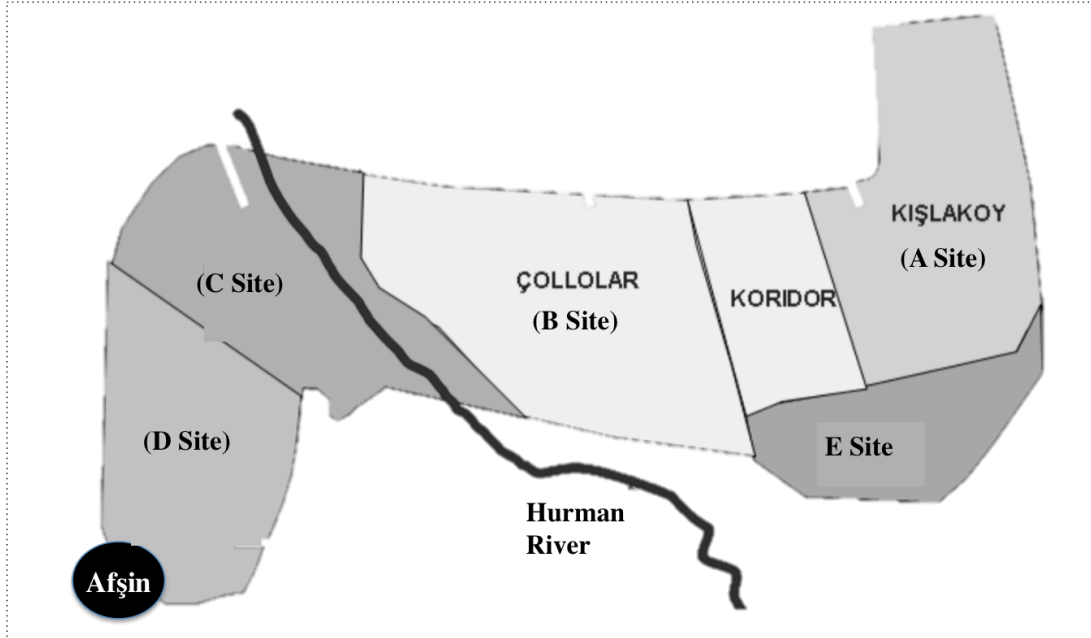 KIŞLAKOY
(A Site)
(C Site)
ÇOLLOLAR
(B Site)
KORIDOR
(D Site)
E Site
Hurman
River
Afşin